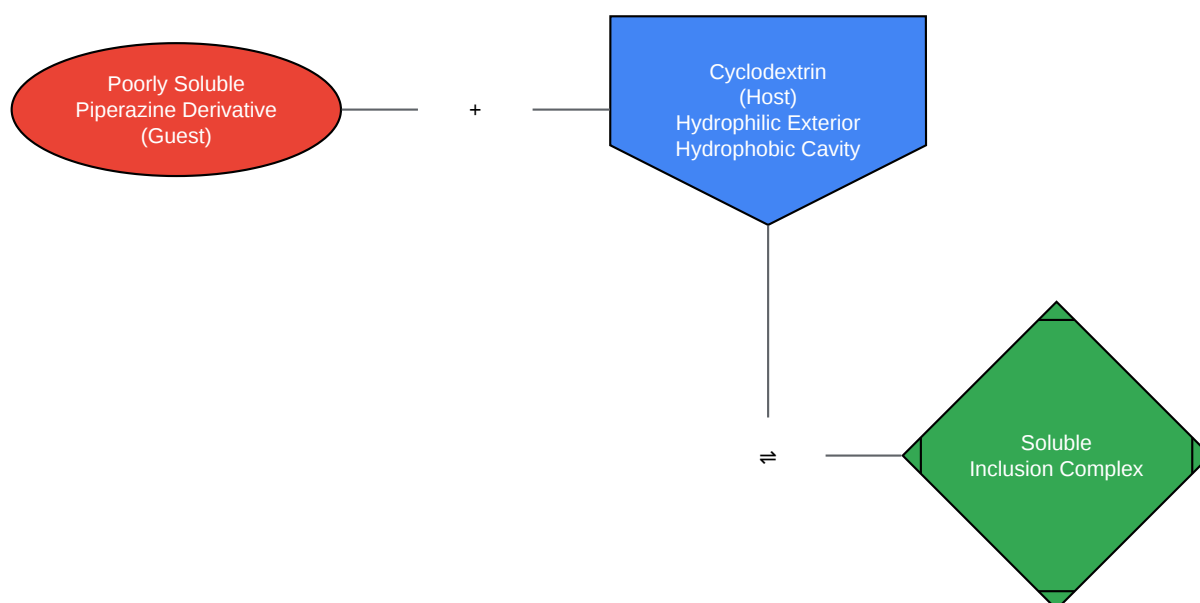 Poorly Soluble
Piperazine Derivative
(Guest)
+
Cyclodextrin
(Host)
Hydrophilic Exterior
Hydrophobic Cavity
⇌
Soluble
Inclusion Complex